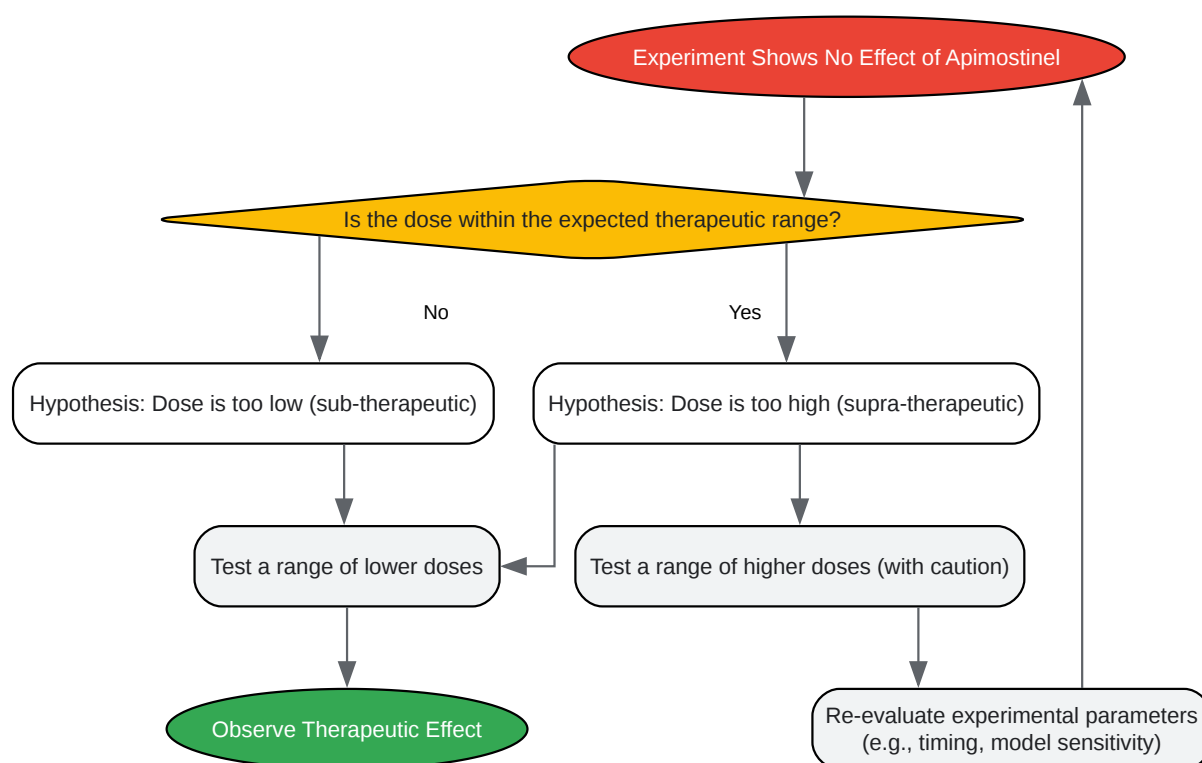 Experiment Shows No Effect of Apimostinel
Is the dose within the expected therapeutic range?
No
Yes
Hypothesis: Dose is too low (sub-therapeutic)
Hypothesis: Dose is too high (supra-therapeutic)
Test a range of lower doses
Test a range of higher doses (with caution)
Observe Therapeutic Effect
Re-evaluate experimental parameters
(e.g., timing, model sensitivity)